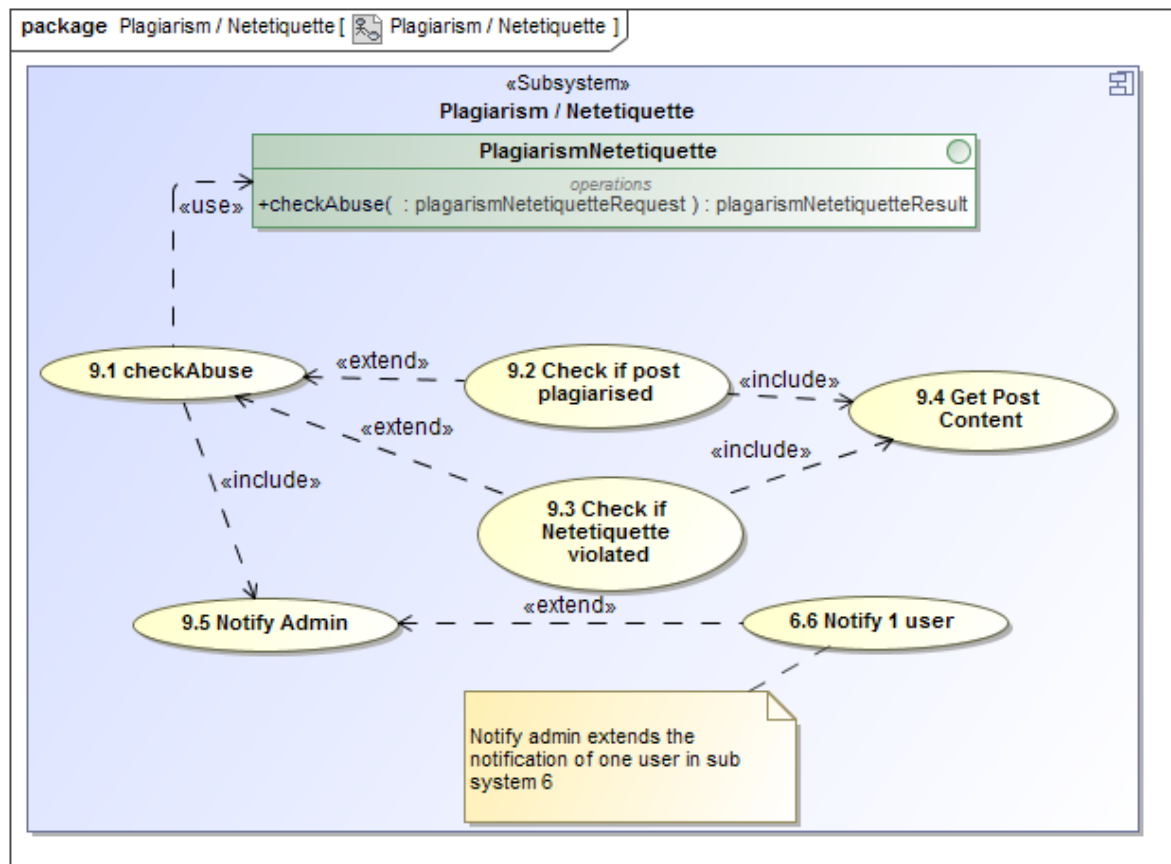 package Plagiarism / Netetiquette [ Plagiarism / Netetiquette ]
«Subsystem»
Plagiarism / Netetiquette
PlagiarismNetetiquette
operations
+checkAbuse( : plagarismNetetiquetteRequest ) : plagarismNetetiquetteResult
«use»
9.1 checkAbuse
«extend»
9.2 Check if post
plagiarised
«include»
9.4 Get Post
Content
«extend»
«include»
«include»
9.3 Check if
Netetiquette
violated
9.5 Notify Admin
«extend»
6.6 Notify 1 user
Notify admin extends the
notification of one user in sub
system 6